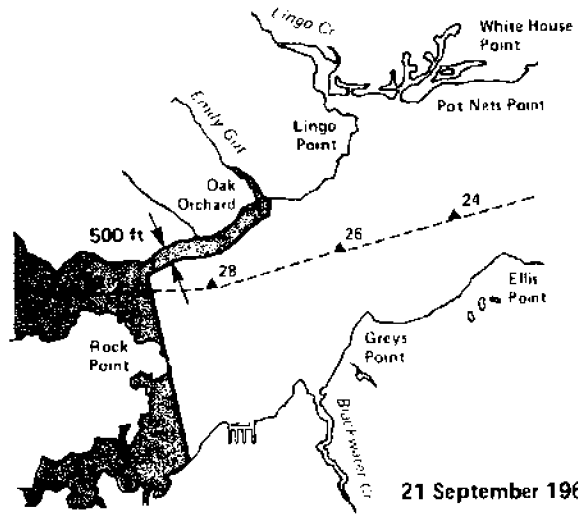 Lingo Cr
White House
Point
Pot Nets Point
Lingo
Point
Emily Gut
Oak
Orchard
24
500 ft
26
28
Ellis
Point
Rock
Point
Greys
Point
Blackwater Cr
21 September 196